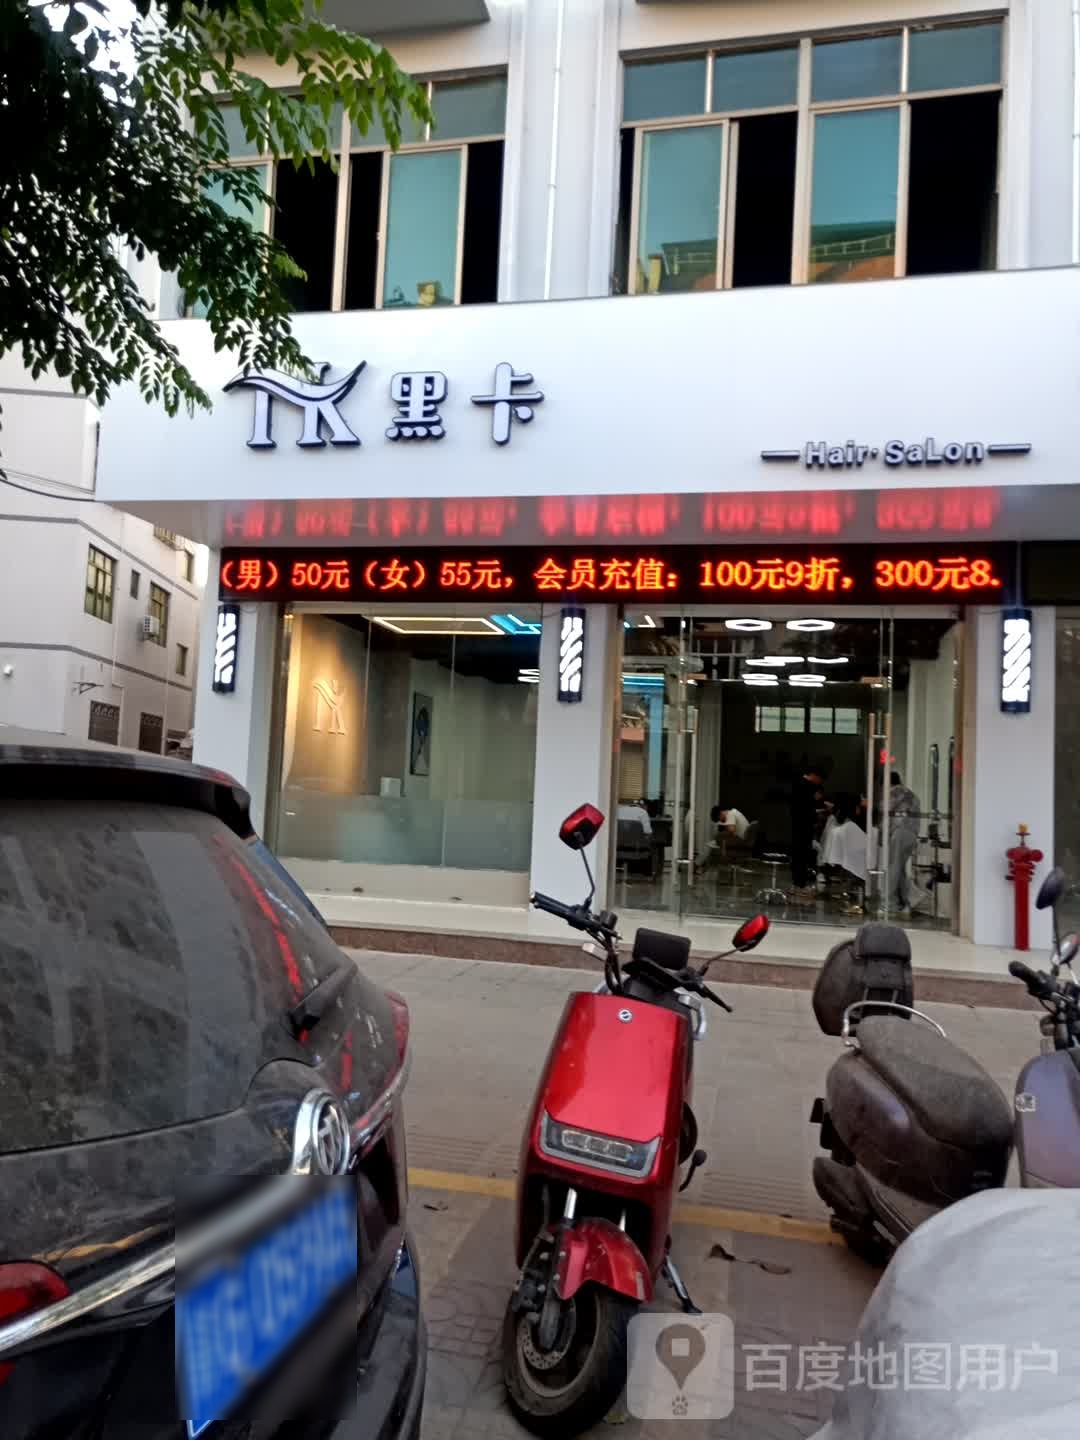 黑卡
Hair·SaLon
（男）50元（女）55元，会员充值：100元9折，300元8.
百度地图用户